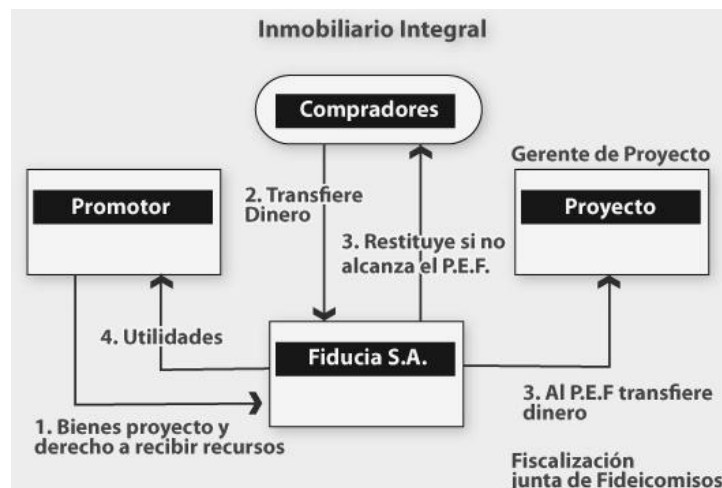 Inmobiliario Integral
Compradores
Gerente de Proyecto
Promotor
2. Transfiere
Dinero
Proyecto
3. Restituye si no
alcanza el P.E.F.
4. Utilidades
Fiducia S.A.
1. Bienes proyecto y
derecho a recibir recursos
3. Al P.E.F transfiere
dinero
Fiscalización
junta de Fideicomisos